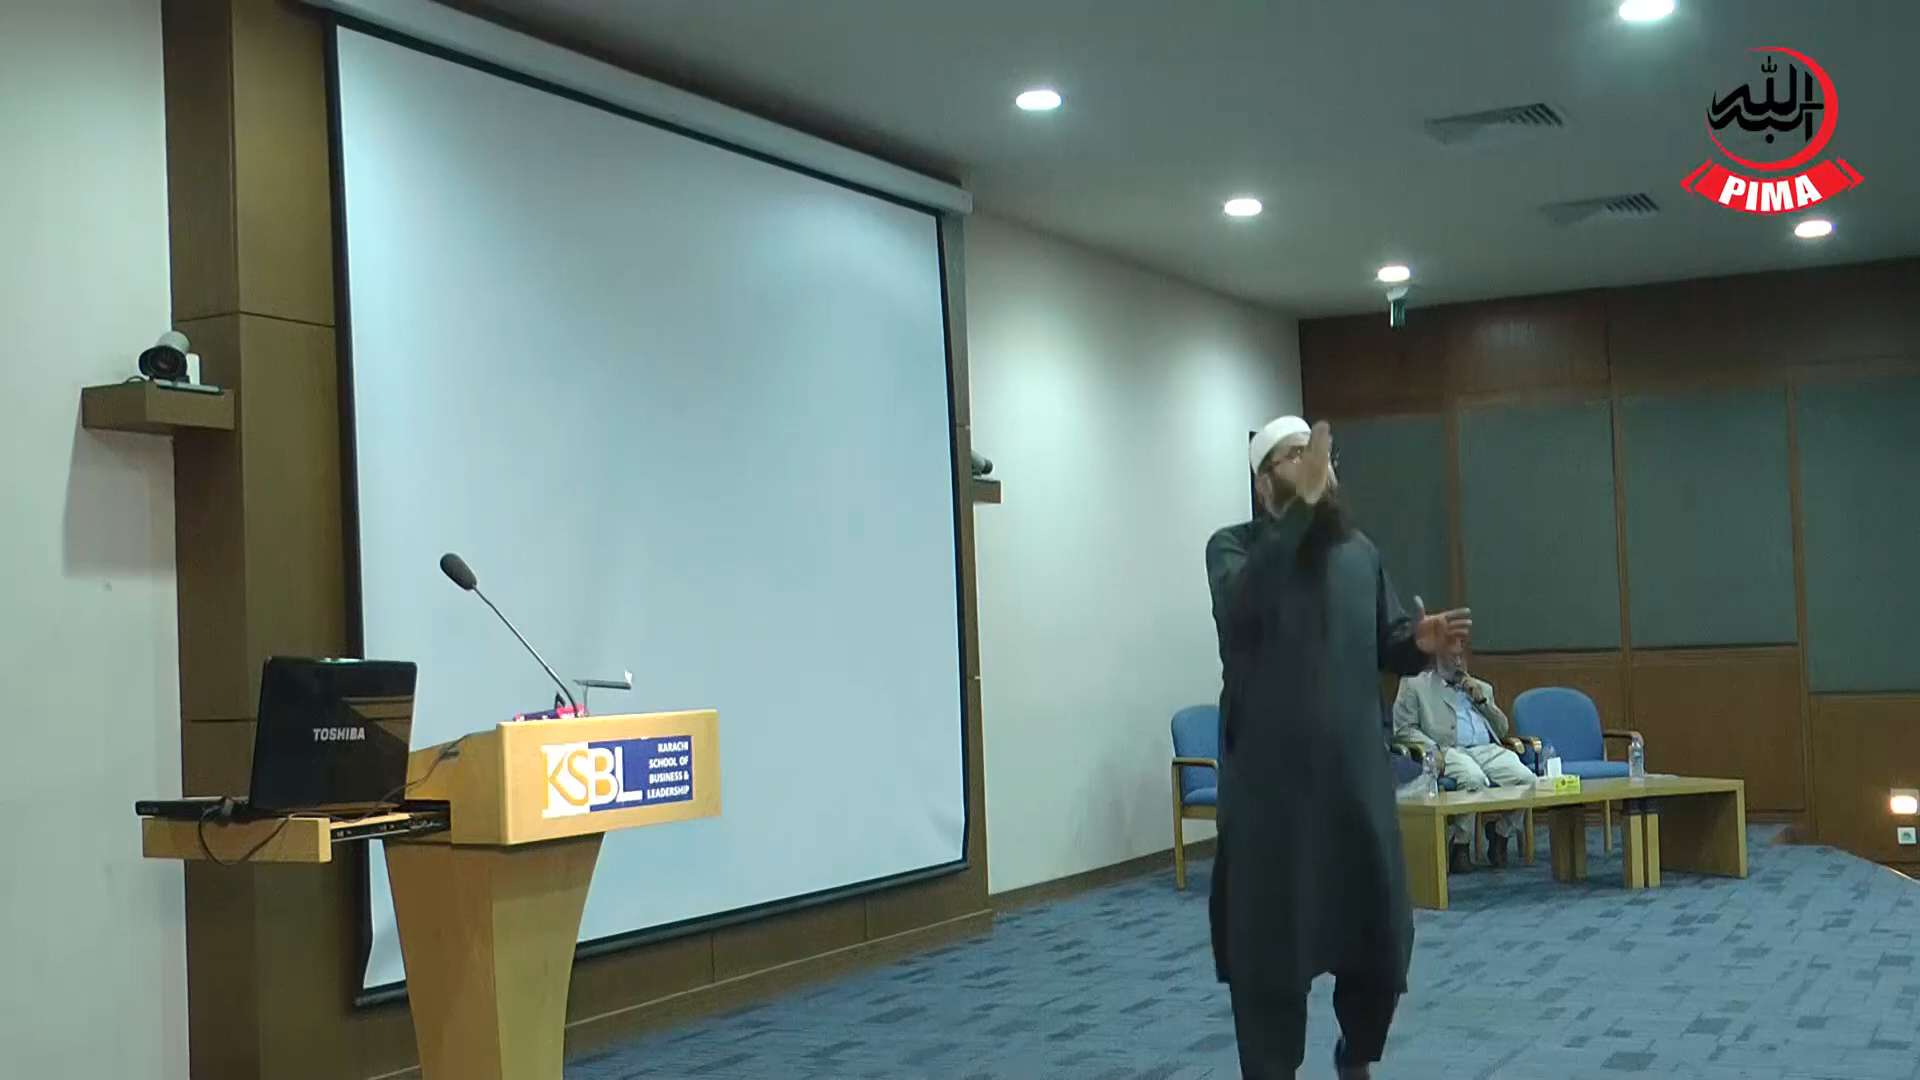 الله
PIMA
TOSHIBA
KSBL
KARACHI
SCHOOL OF
BUSINESS &
LEADERSHIP